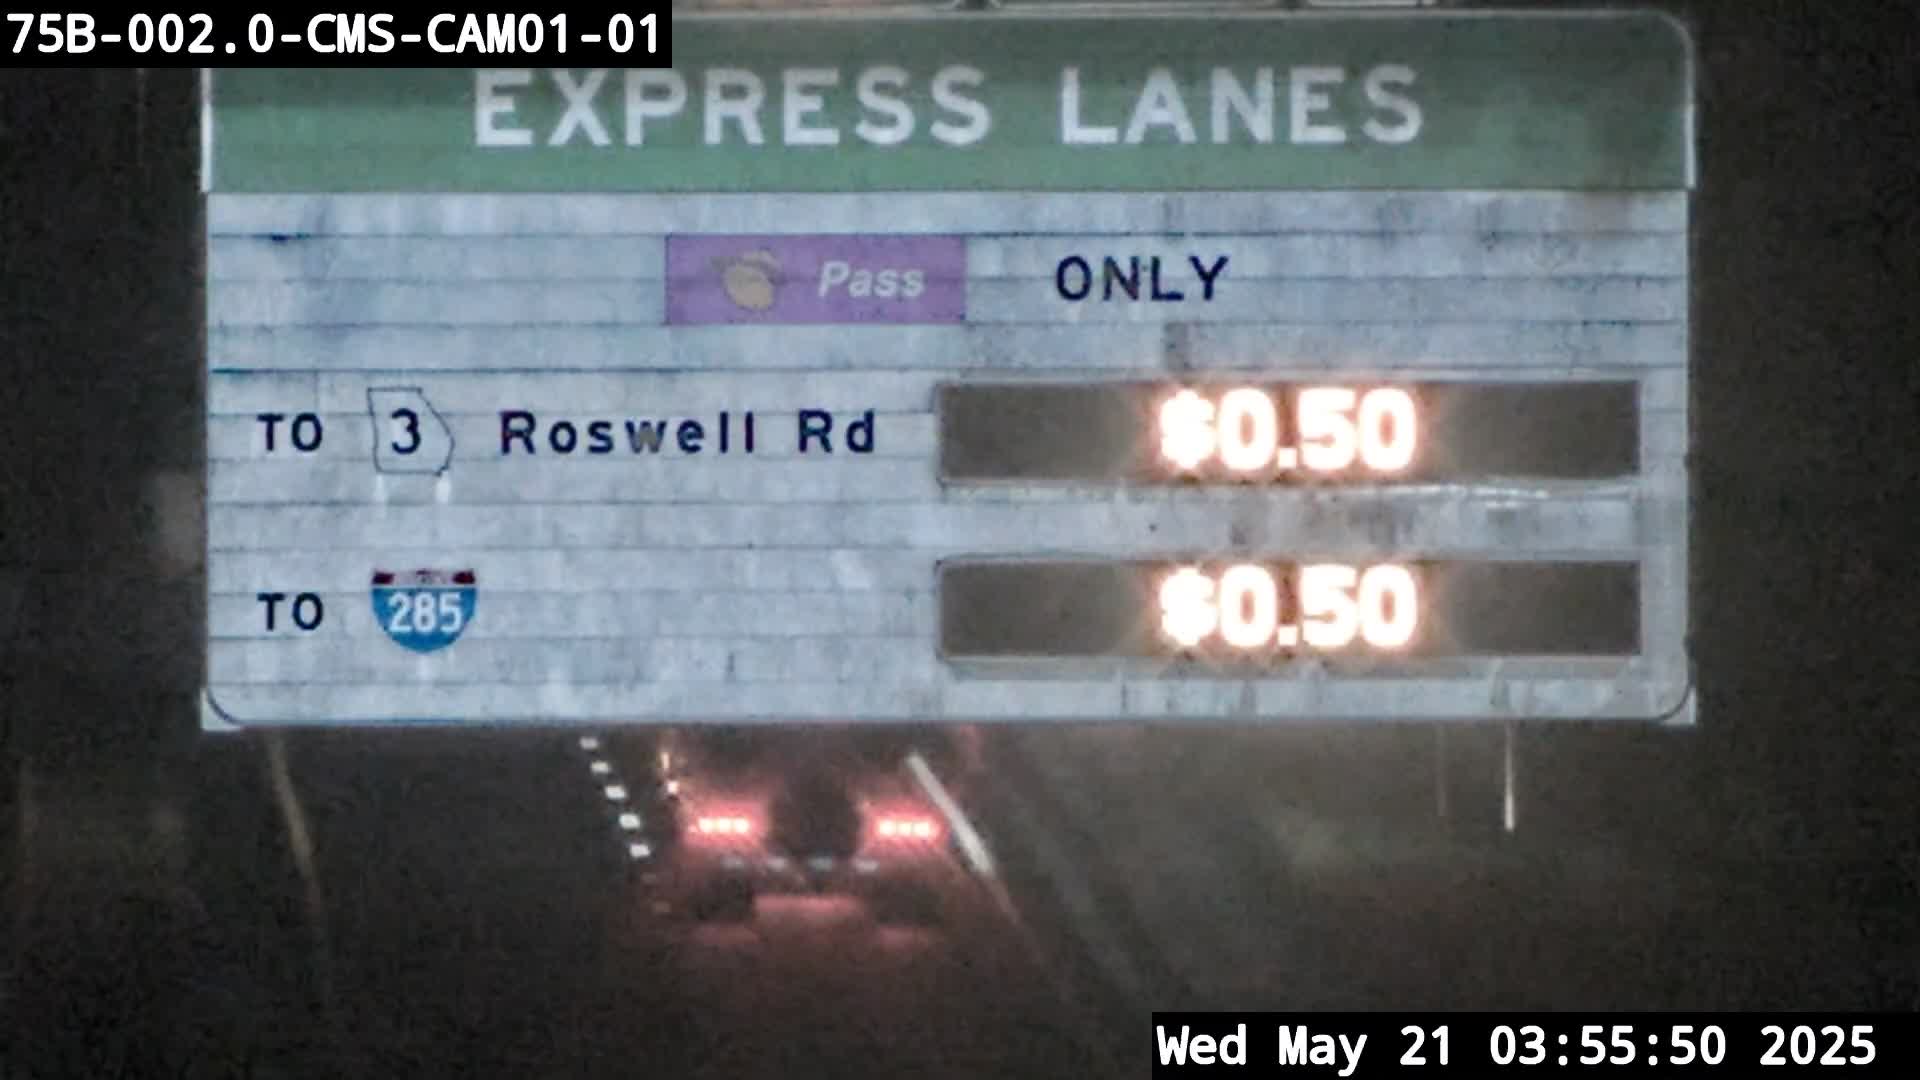 75B-002.0-CMS-CAM01-01
EXPRESS LANES
Pass ONLY
TO 3 Roswell Rd $0.50
TO 285 $0.50
Wed May 21 03:55:50 2025